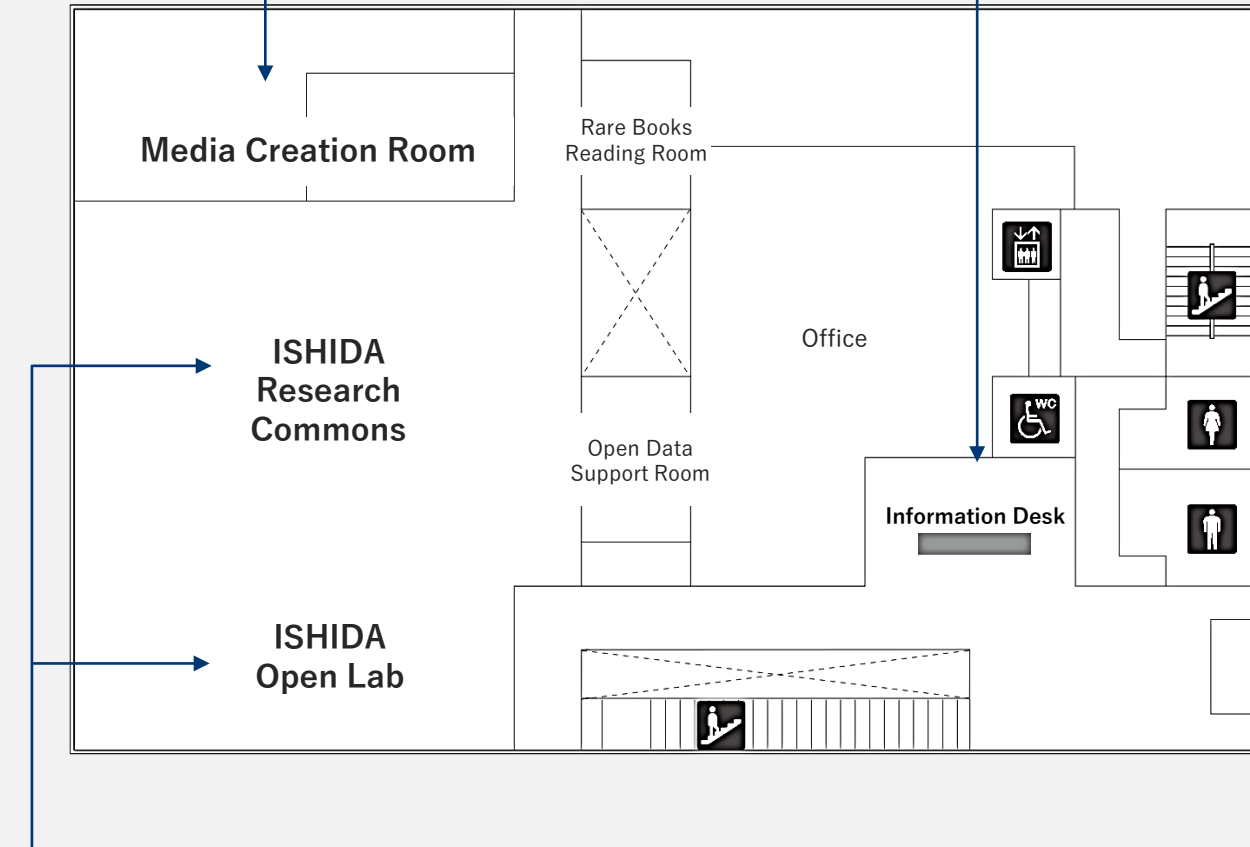 Media Creation Room
Rare Books
Reading Room
ISHIDA
Research
Commons
Office
WC
Open Data
Support Room
Information Desk
ISHIDA
Open Lab